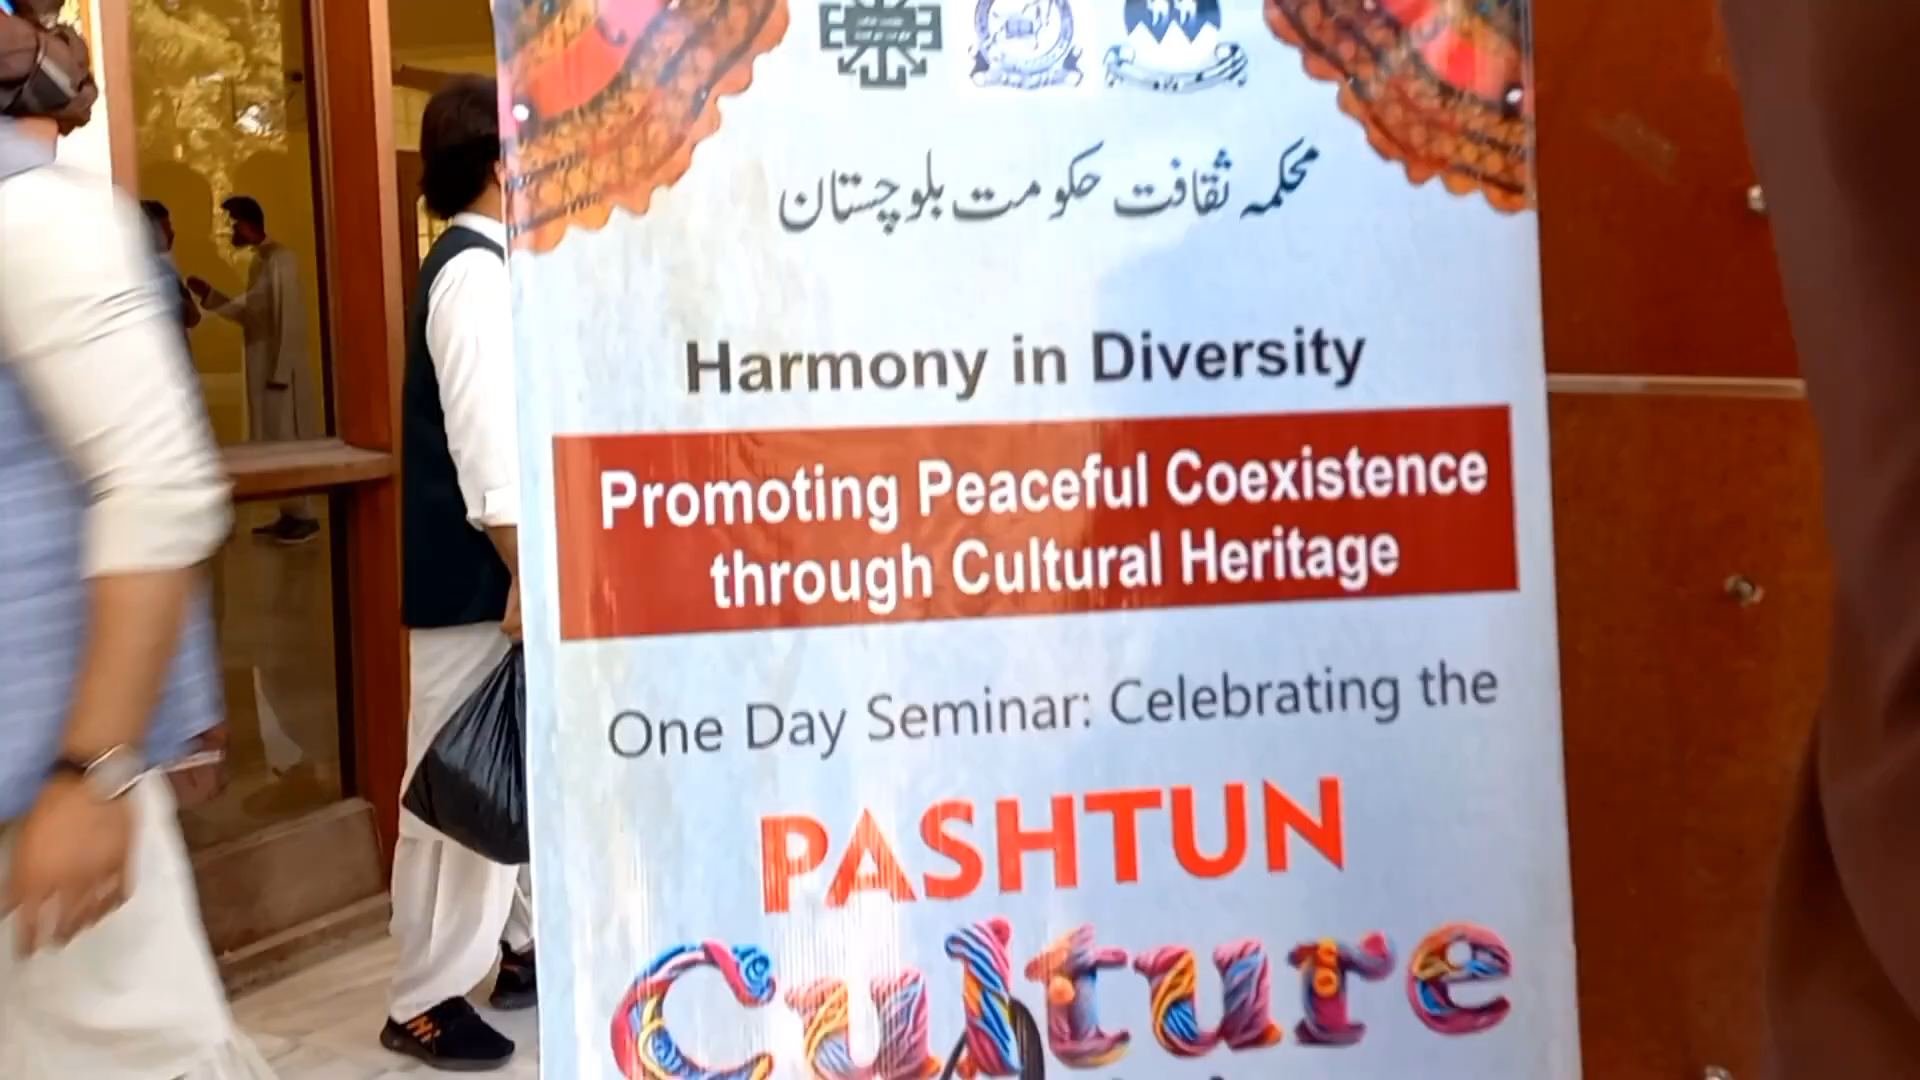 محکمہ ثقافت حکومت بلوچستان
Harmony in Diversity
Promoting Peaceful Coexistence
through Cultural Heritage
One Day Seminar: Celebrating the
PASHTUN
Culture